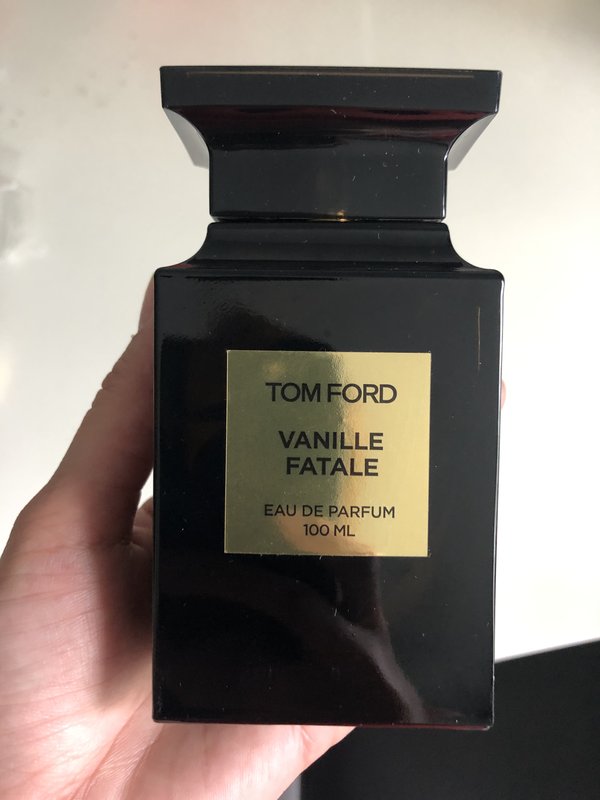 TOM FORD
VANILLE
FATALE
EAU DE PARFUM
100 ML